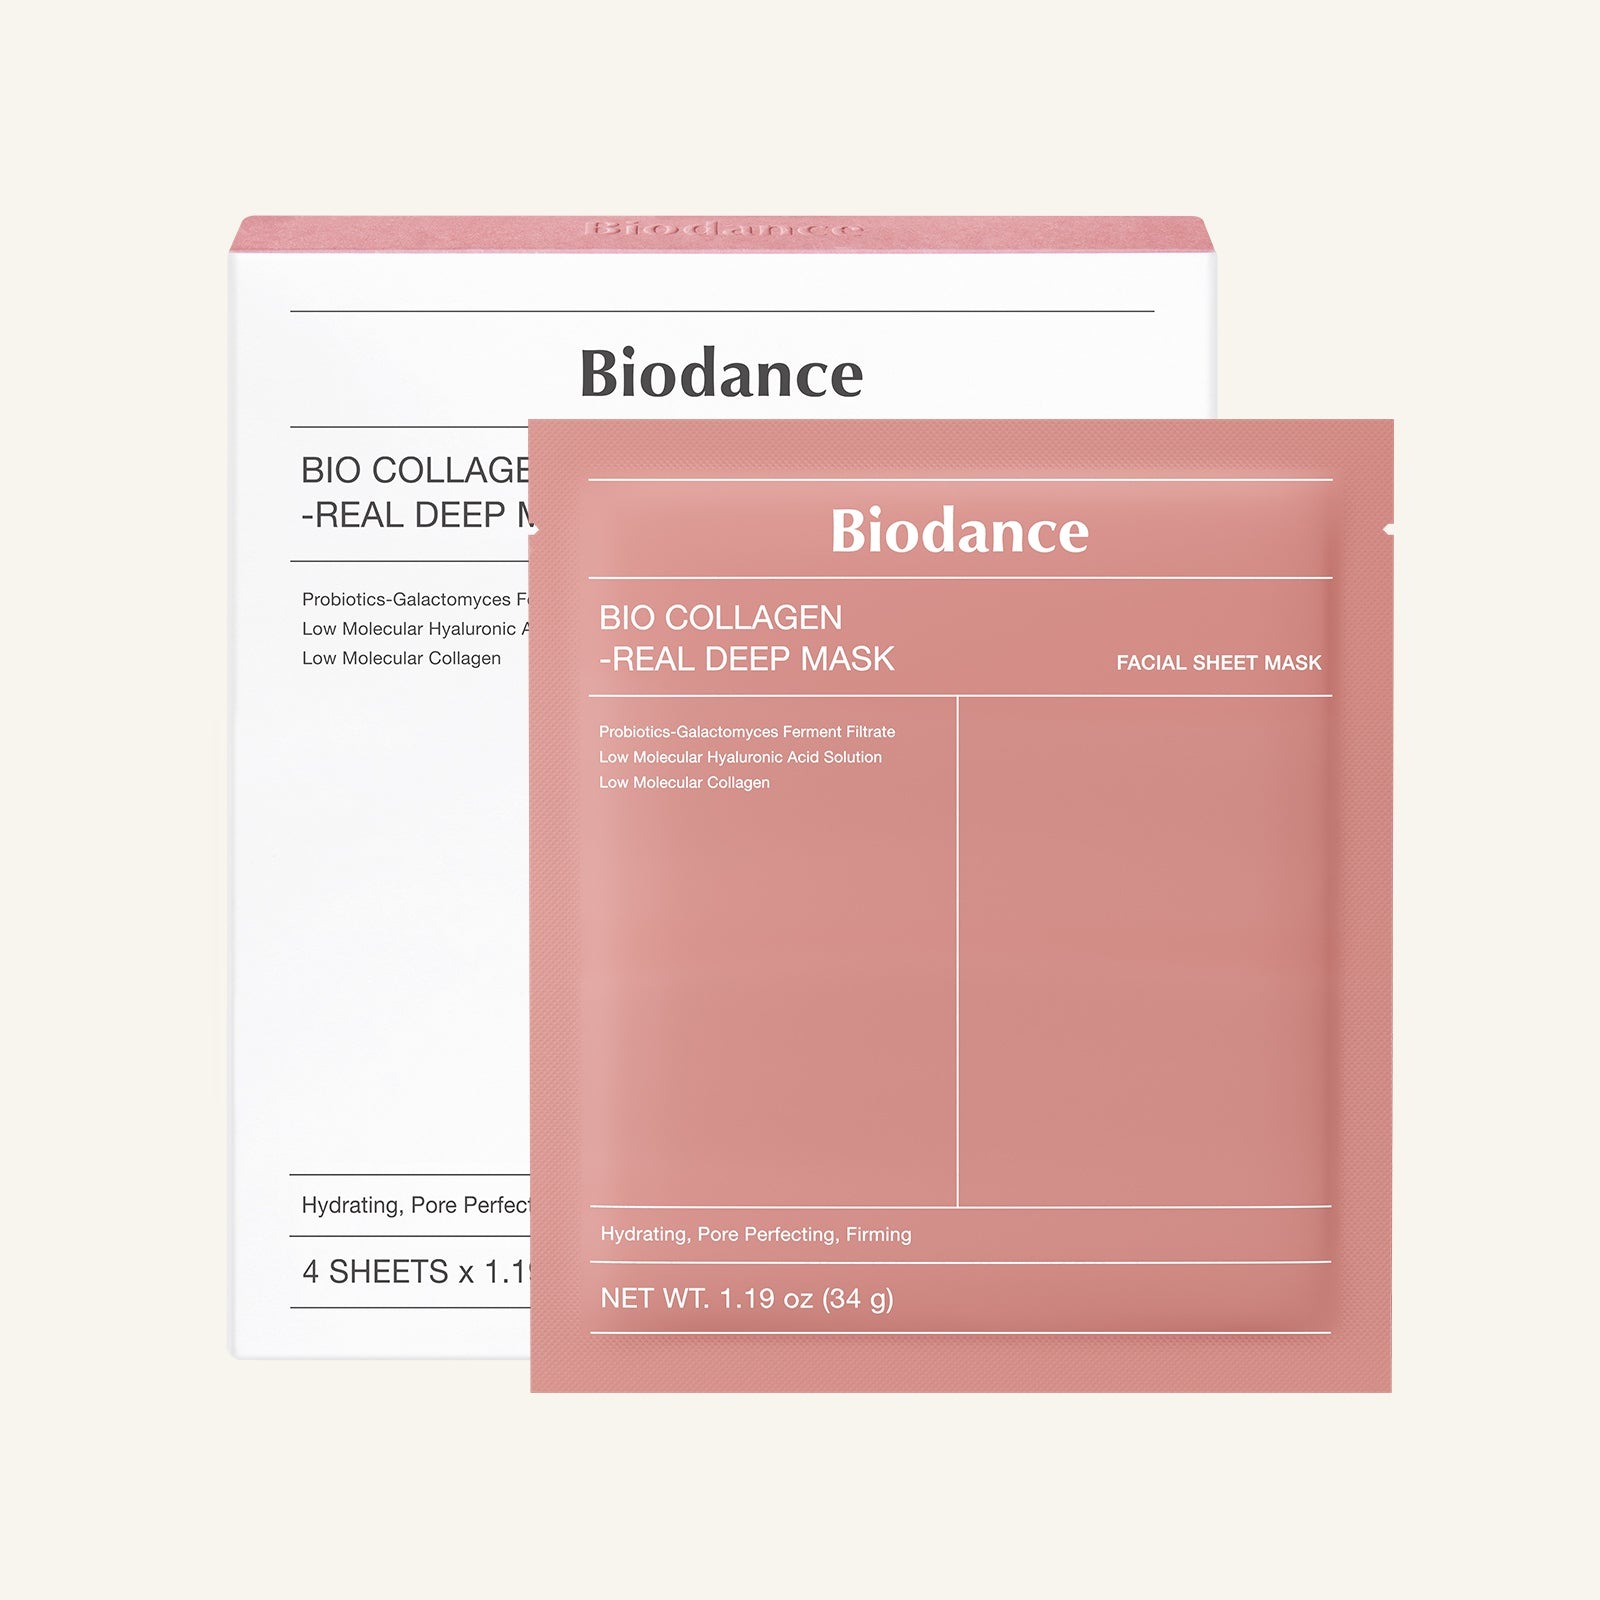 Biodance
Biodance
BIO COLLAGE
-REAL DEEP
Probiotics-Galactomyces
Low Molecular Hyaluronic
Low Molecular Collagen
Hydrating, Pore Perfect
4 SHEETS x 1.19
Biodance
BIO COLLAGEN
-REAL DEEP MASK
FACIAL SHEET MASK
Probiotics-Galactomyces Ferment Filtrate
Low Molecular Hyaluronic Acid Solution
Low Molecular Collagen
Hydrating, Pore Perfecting, Firming
NET WT. 1.19 oz (34 g)